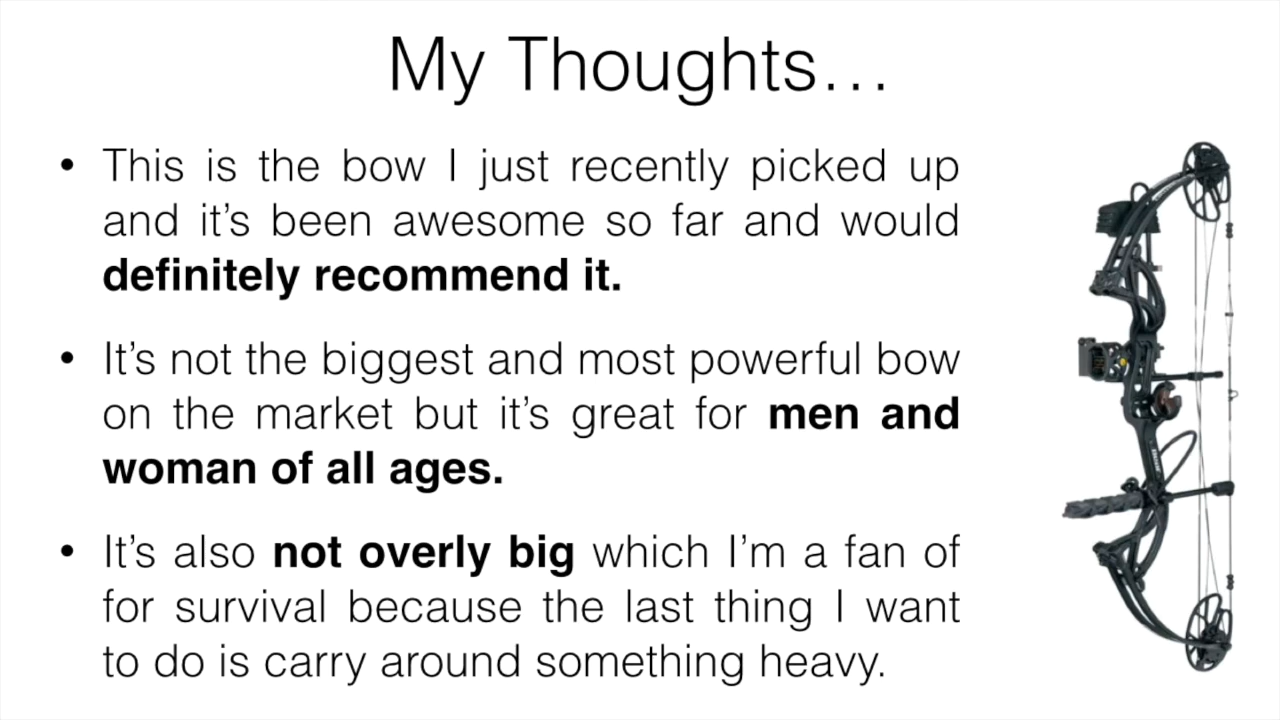 My Thoughts…
• This is the bow I just recently picked up
and it’s been awesome so far and would
definitely recommend it.
• It’s not the biggest and most powerful bow
on the market but it’s great for men and
woman of all ages.
• It’s also not overly big which I’m a fan of
for survival because the last thing I want
to do is carry around something heavy.